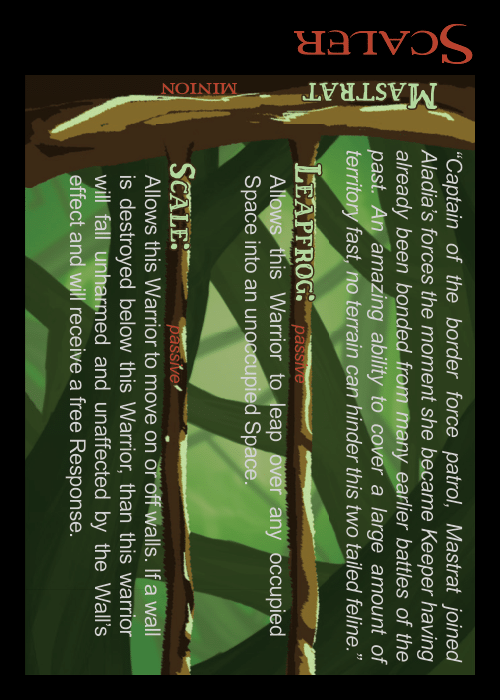 SCALER
MASTRAT
MINION
“Captain of the border force patrol, Mastrat joined
Aladia's forces the moment she became Keeper having
already been bonded from many earlier battles of the
past. An amazing ability to cover a large amount of
territory fast, no terrain can hinder this two tailed feline.”
LEAPFROG: passive
Allows this Warrior to leap over any occupied
Space into an unoccupied Space.
SCALE: passive
Allows this Warrior to move on or off walls. If a wall
is destroyed below this Warrior, than this warrior
will fall unharmed and unaffected by the Wall's
effect and will receive a free Response.